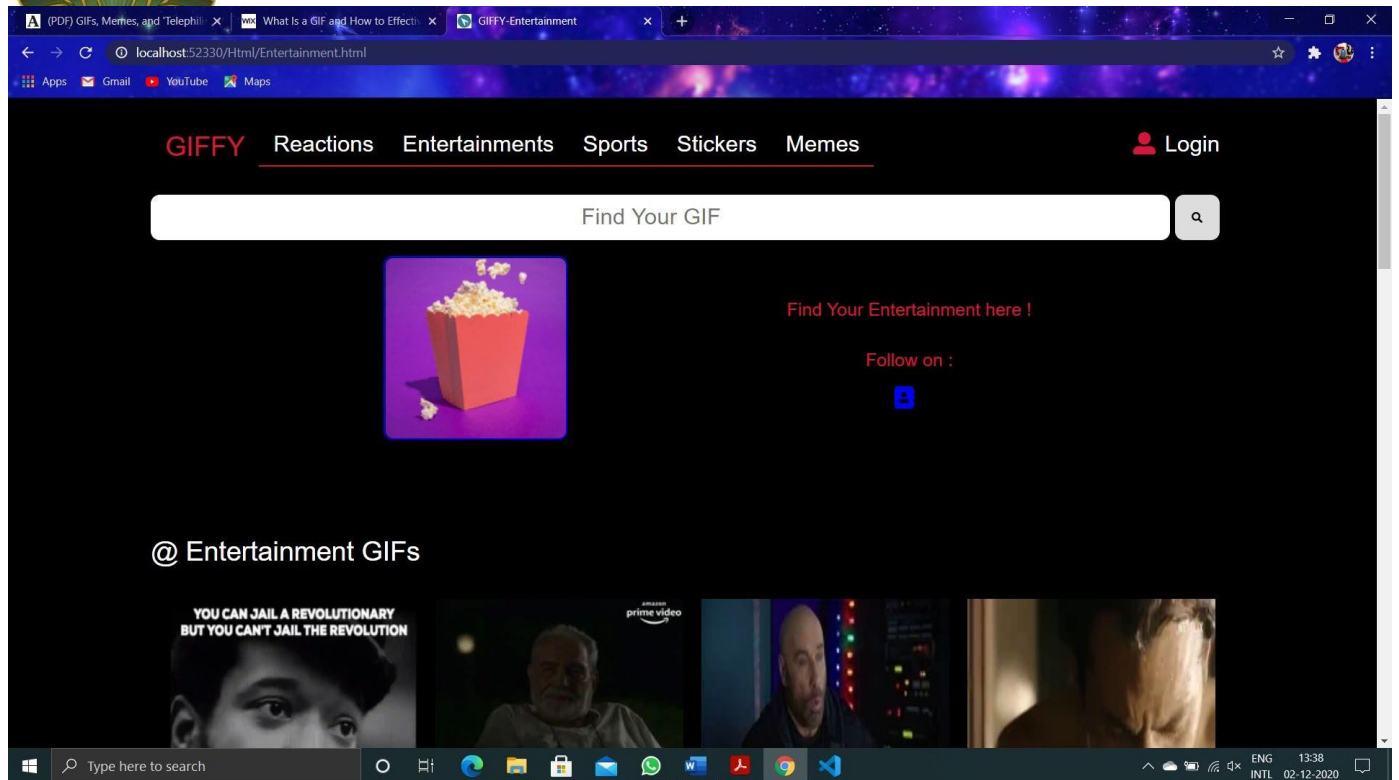 (PDF) GIFs, Memes, and 'Telephili
What Is a GIF and How to Effecti
GIFFY-Entertainment
localhost:52330/Html/Entertainment.html
Apps Gmail YouTube Maps
GIFFY Reactions Entertainments Sports Stickers Memes Login
Find Your GIF
Find Your Entertainment here !
Follow on :
@ Entertainment GIFs
YOU CAN JAIL A REVOLUTIONARY
BUT YOU CAN'T JAIL THE REVOLUTION
amazon
prime video
Type here to search
ENG 13:38
INTL 02-12-2020